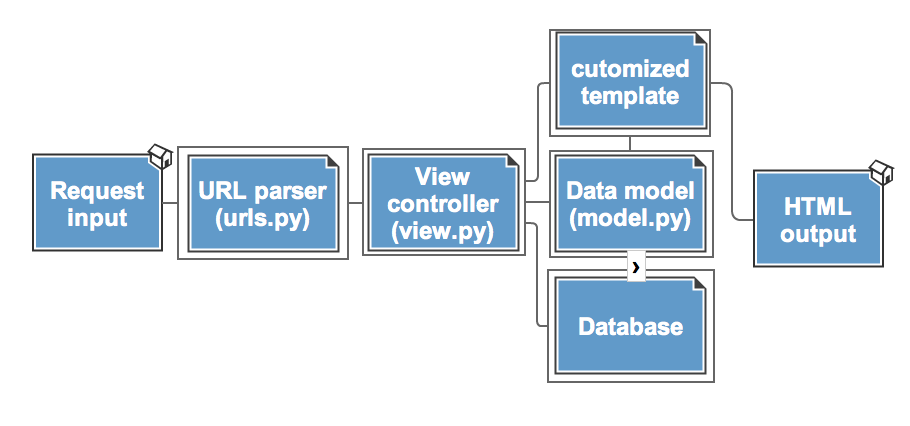 Request
input
URL parser
(urls.py)
View
controller
(view.py)
cutomized
template
Data model
(model.py)
›
Database
HTML
output